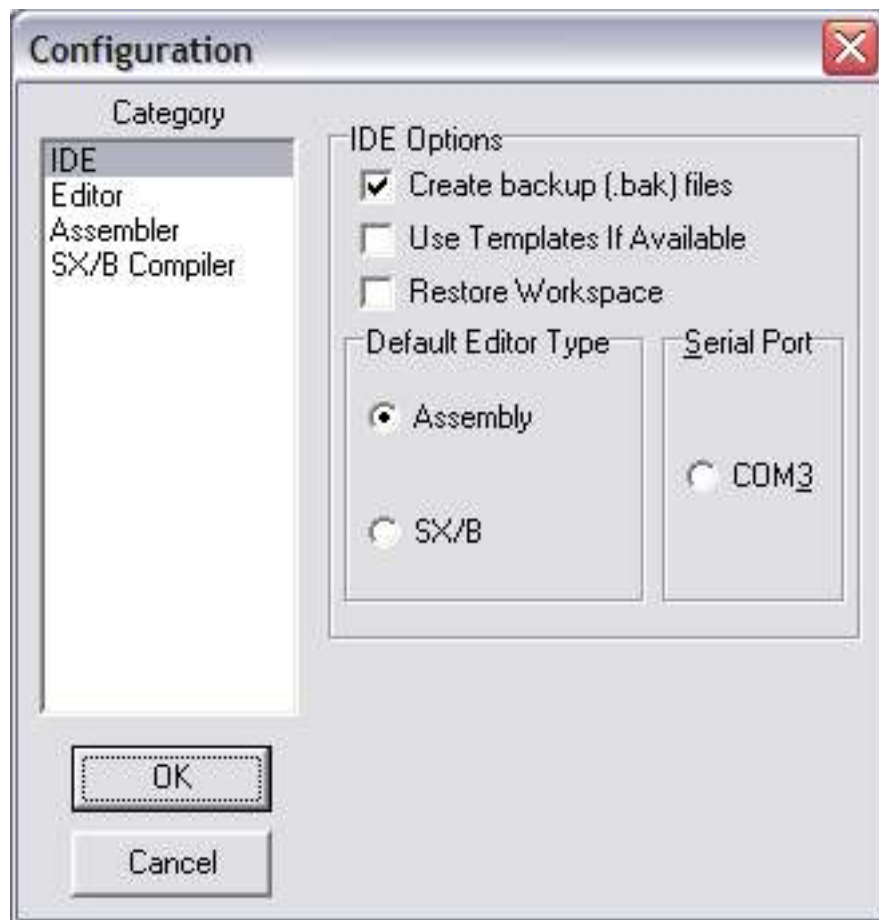 Configuration
Category
IDE
Editor
Assembler
SX/B Compiler
IDE Options
Create backup (.bak) files
Use Templates If Available
Restore Workspace
Default Editor Type
Assembly
SX/B
Serial Port
COM3
OK
Cancel